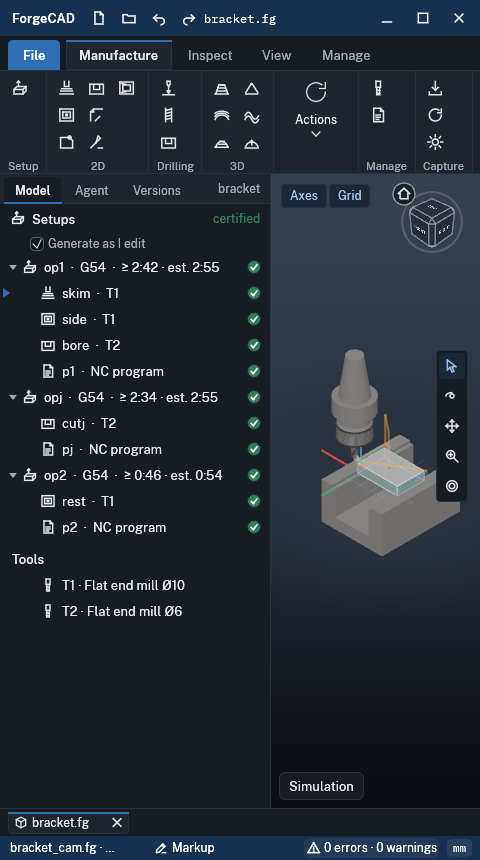 ForgeCAD bracket.fg
File Manufacture Inspect View Manage
Actions
Setup 2D Drilling 3D Manage Capture
Model Agent Versions bracket
Axes Grid
Setups certified
Generate as I edit
op1 · G54 · ≥ 2:42 · est. 2:55
skim · T1
side · T1
bore · T2
p1 · NC program
opj · G54 · ≥ 2:34 · est. 2:55
cutj · T2
pj · NC program
op2 · G54 · ≥ 0:46 · est. 0:54
rest · T1
p2 · NC program
Tools
T1 · Flat end mill Ø10
T2 · Flat end mill Ø6
Simulation
bracket.fg
bracket_cam.fg · ... Markup 0 errors · 0 warnings mm